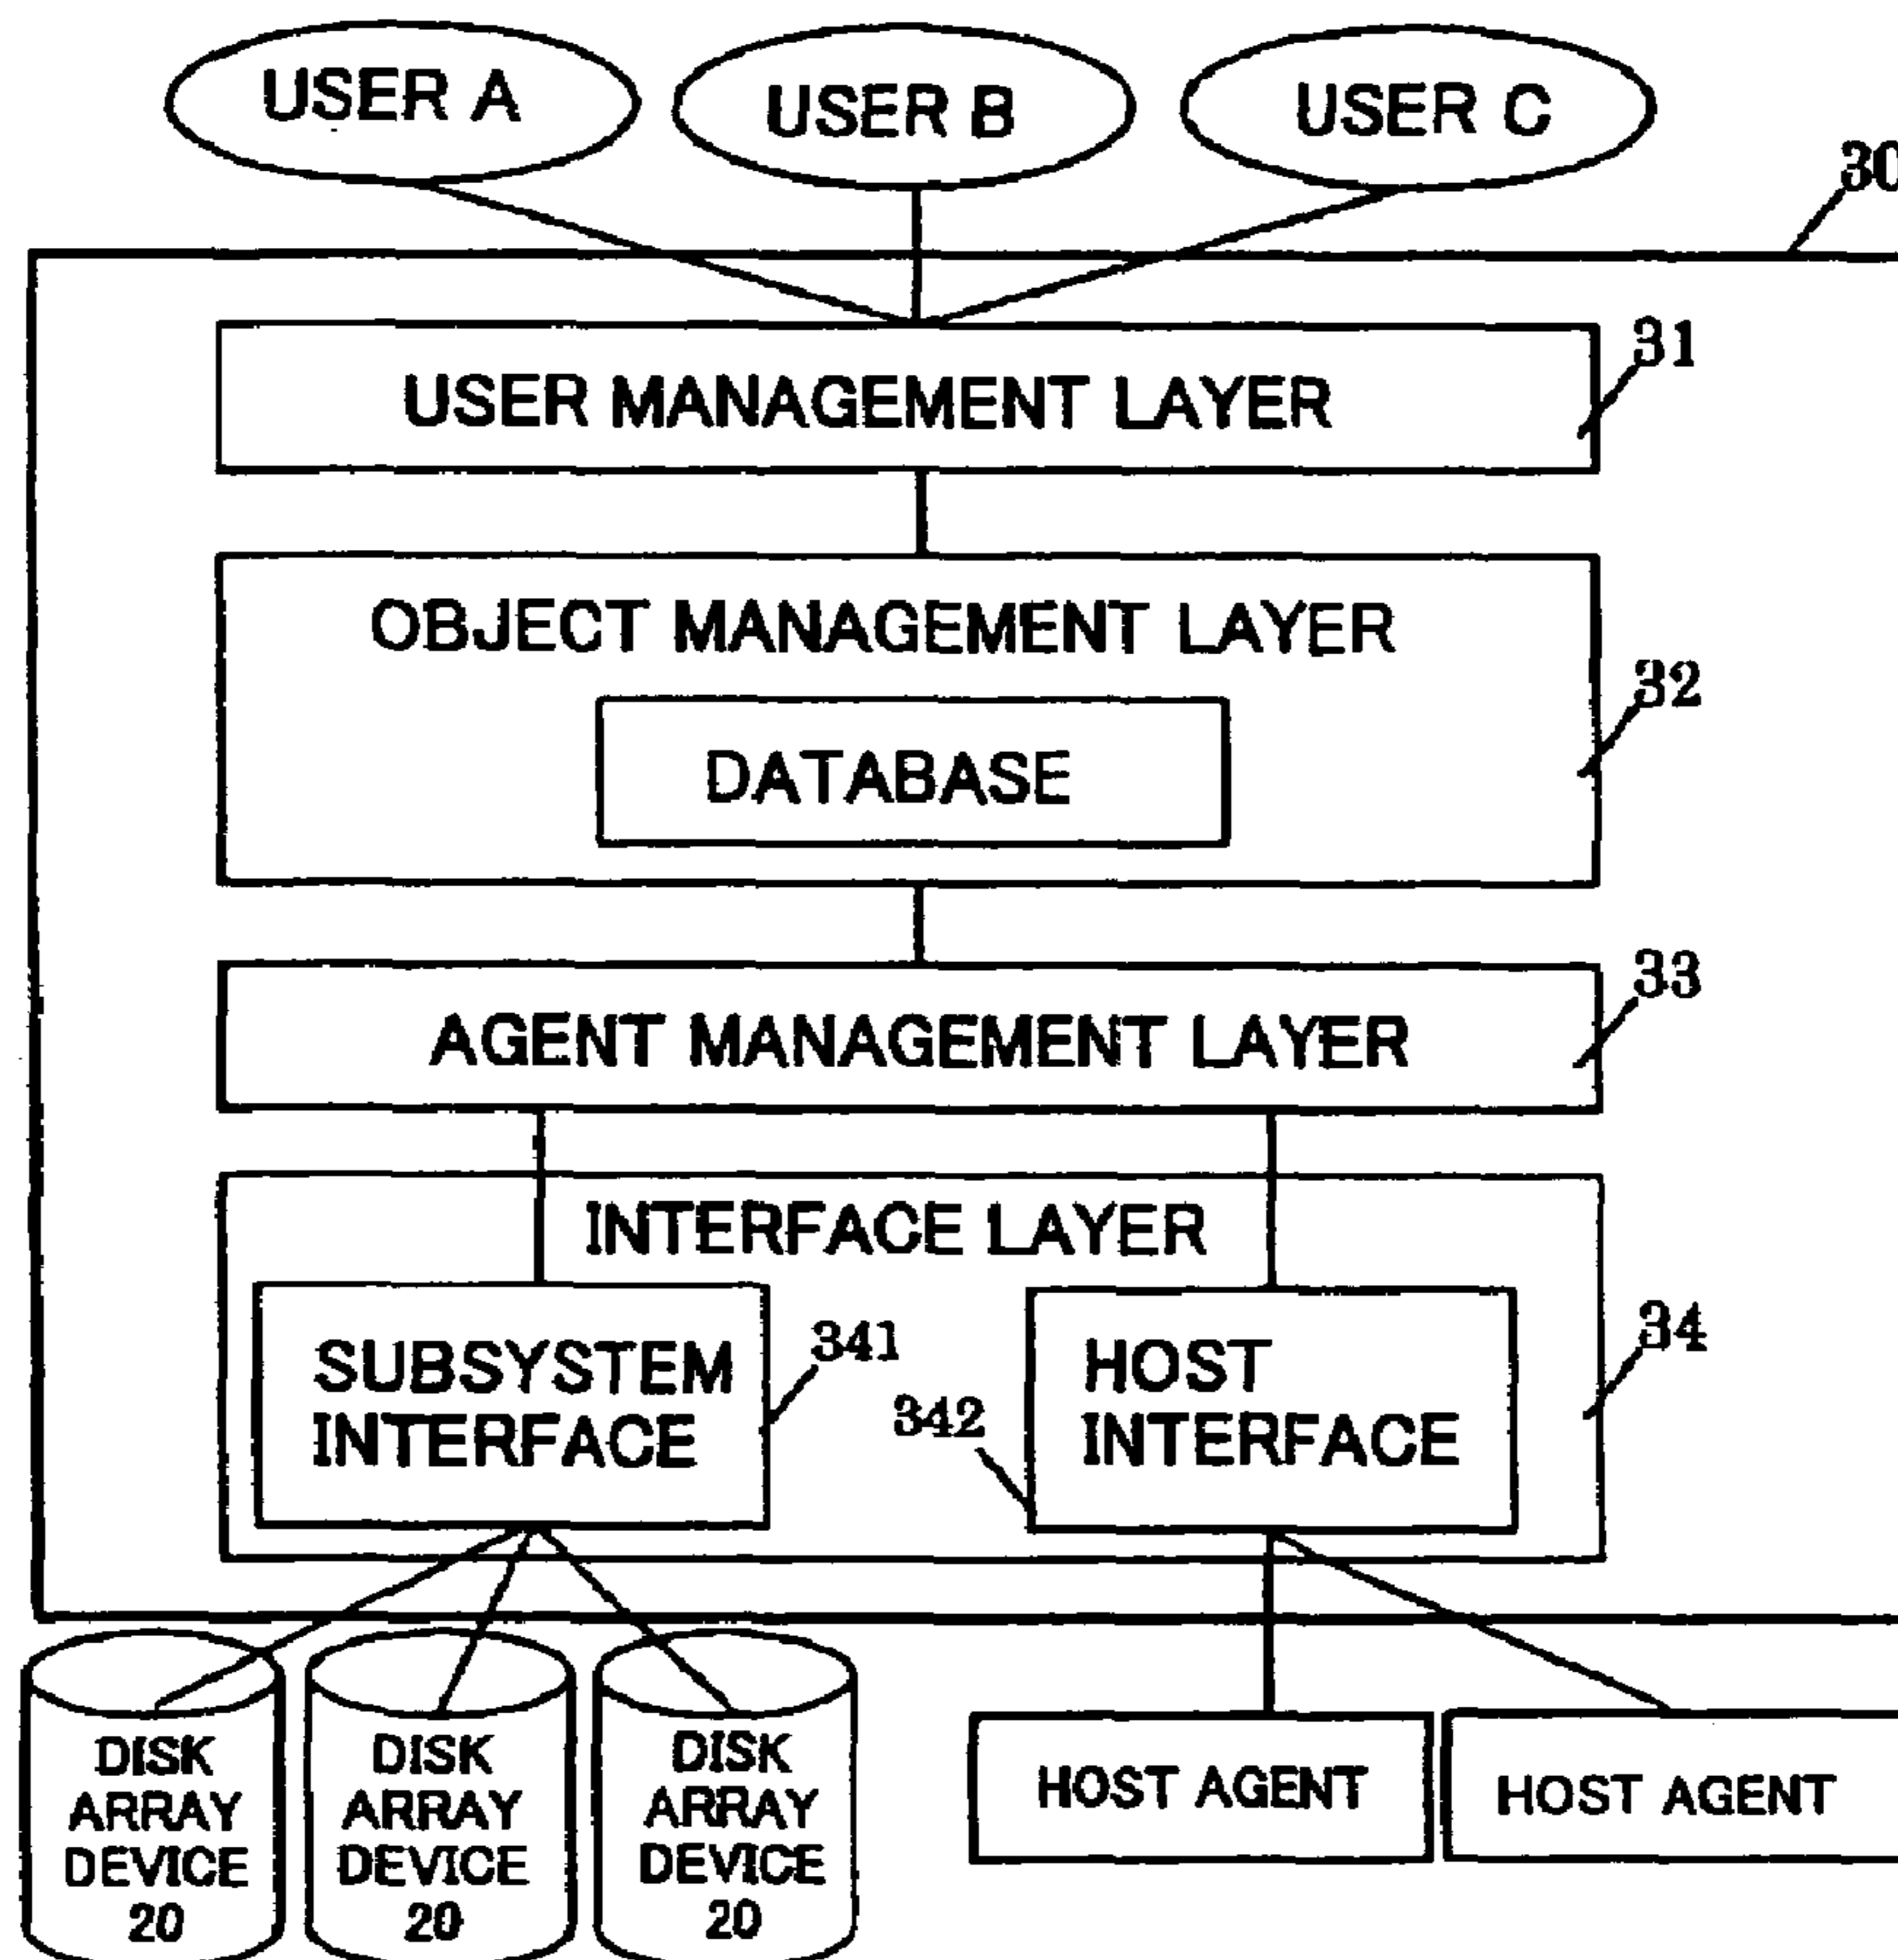 USER A
USER B
USER C
30
31
USER MANAGEMENT LAYER
OBJECT MANAGEMENT LAYER
32
DATABASE
33
AGENT MANAGEMENT LAYER
INTERFACE LAYER
SUBSYSTEM
INTERFACE
341
342
HOST
INTERFACE
34
DISK
ARRAY
DEVICE
20
DISK
ARRAY
DEVICE
20
DISK
ARRAY
DEVICE
20
HOST AGENT
HOST AGENT